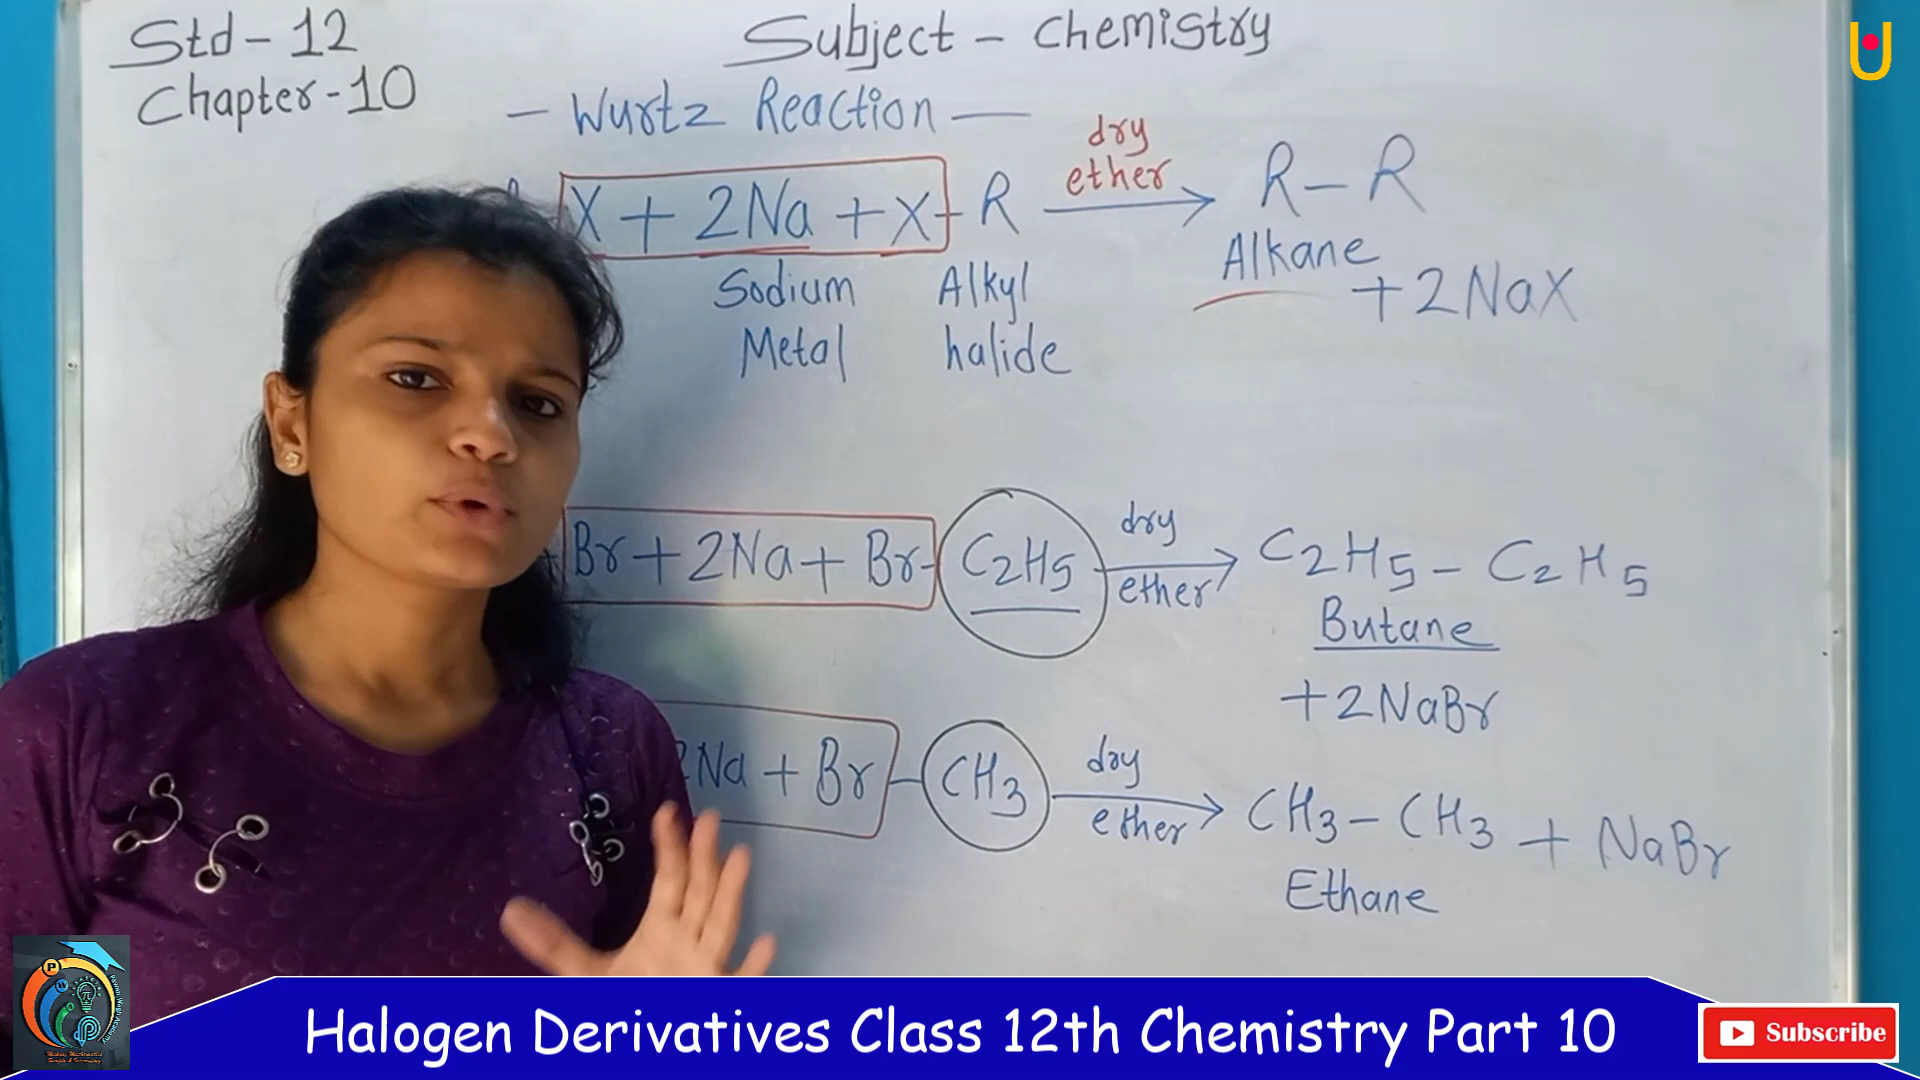 Std - 12
Subject - Chemistry
Chapter - 10
- Wurtz Reaction -
X + 2Na + X - R
dry
ether
R - R
Sodium
Metal
Alkyl
halide
Alkane
+ 2NaX
Br + 2Na + Br - C2H5
dry
ether
C2H5 - C2H5
Butane
+ 2NaBr
2Na + Br - CH3
dry
ether
CH3 - CH3 + NaBr
Ethane
Halogen Derivatives Class 12th Chemistry Part 10
Subscribe